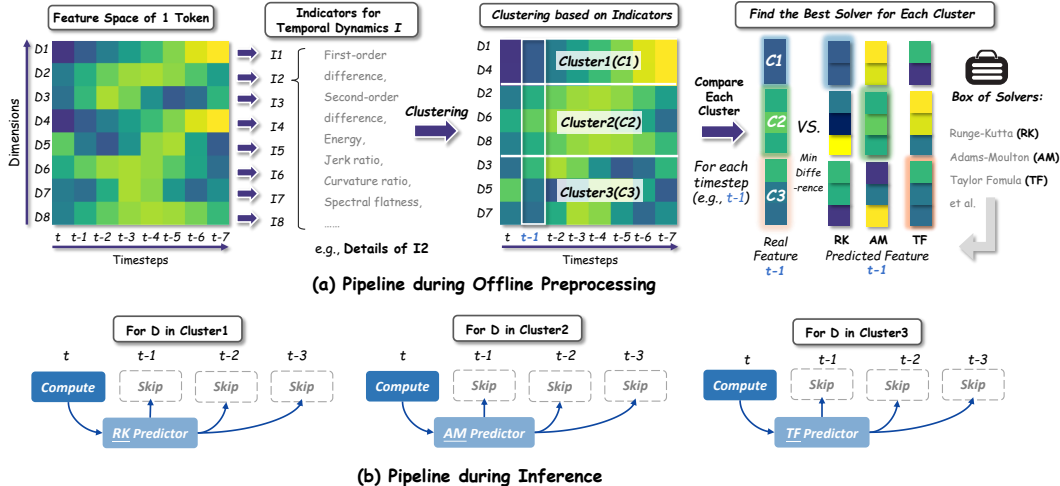 Feature Space of 1 Token
Dimensions
D1
D2
D3
D4
D5
D6
D7
D8
t t-1 t-2 t-3 t-4 t-5 t-6 t-7
Timesteps
Indicators for
Temporal Dynamics I
I1
I2
I3
I4
I5
I6
I7
I8
First-order
difference,
Second-order
difference,
Energy,
Jerk ratio,
Curvature ratio,
Spectral flatness,
……
e.g., Details of I2
Clustering
Clustering based on Indicators
D1
D4
D2
D6
D8
D3
D5
D7
Cluster1(C1)
Cluster2(C2)
Cluster3(C3)
t t-1 t-2 t-3 t-4 t-5 t-6 t-7
Timesteps
Compare
Each
Cluster
For each
timestep
(e.g., t-1)
Find the Best Solver for Each Cluster
C1
C2
C3
VS.
Min
Diffe
-rence
Real
Feature
t-1
RK AM TF
Predicted Feature
t-1
Box of Solvers:
Runge-Kutta (RK)
Adams-Moulton (AM)
Taylor Fomula (TF)
et al.
(a) Pipeline during Offline Preprocessing
For D in Cluster1
t t-1 t-2 t-3
Compute Skip Skip Skip
RK Predictor
For D in Cluster2
t t-1 t-2 t-3
Compute Skip Skip Skip
AM Predictor
For D in Cluster3
t t-1 t-2 t-3
Compute Skip Skip Skip
TF Predictor
(b) Pipeline during Inference